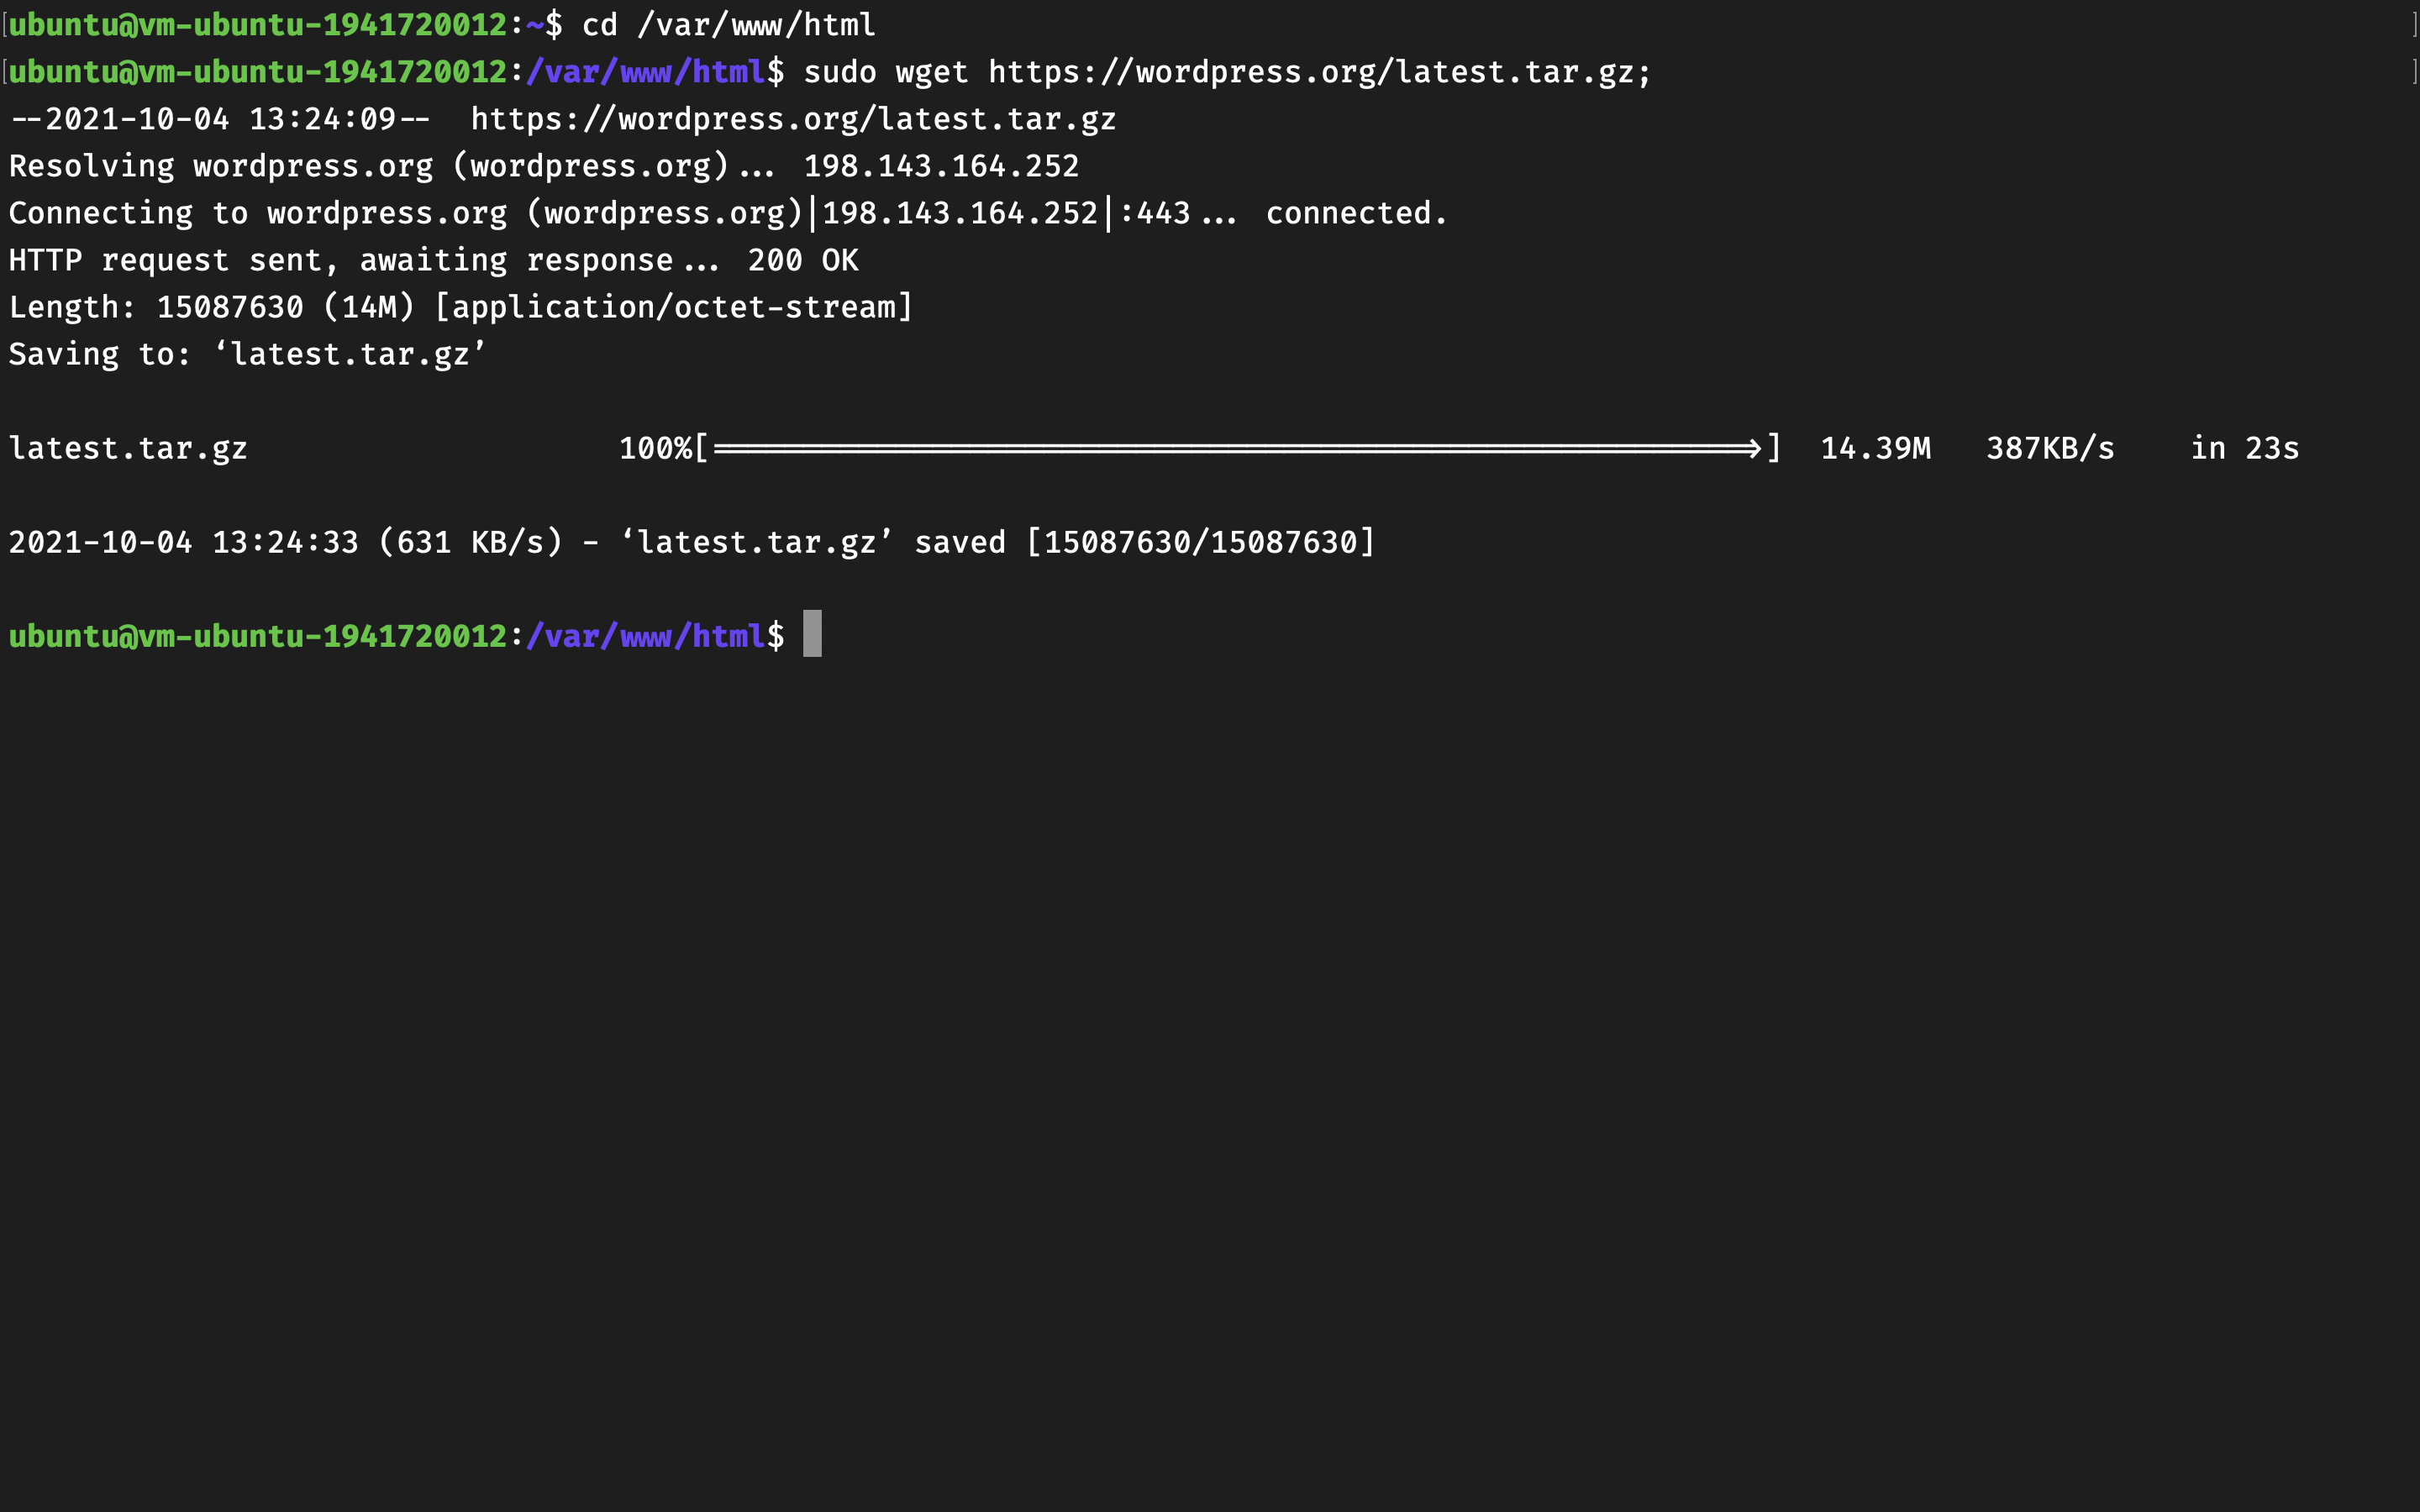 ubuntu@vm-ubuntu-1941720012:~$ cd /var/www/html
ubuntu@vm-ubuntu-1941720012:/var/www/html$ sudo wget https://wordpress.org/latest.tar.gz;
--2021-10-04 13:24:09--  https://wordpress.org/latest.tar.gz
Resolving wordpress.org (wordpress.org)... 198.143.164.252
Connecting to wordpress.org (wordpress.org)|198.143.164.252|:443... connected.
HTTP request sent, awaiting response... 200 OK
Length: 15087630 (14M) [application/octet-stream]
Saving to: ‘latest.tar.gz’
latest.tar.gz 100%[=========================================================>] 14.39M 387KB/s in 23s
2021-10-04 13:24:33 (631 KB/s) - ‘latest.tar.gz’ saved [15087630/15087630]
ubuntu@vm-ubuntu-1941720012:/var/www/html$